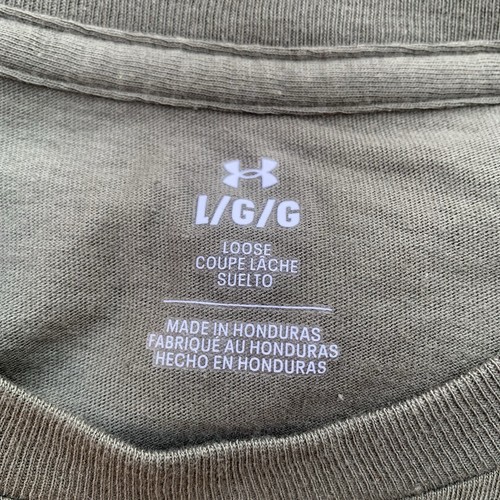 L/G/G
LOOSE
COUPE LÂCHE
SUELTO
MADE IN HONDURAS
FABRIQUÉ AU HONDURAS
HECHO EN HONDURAS